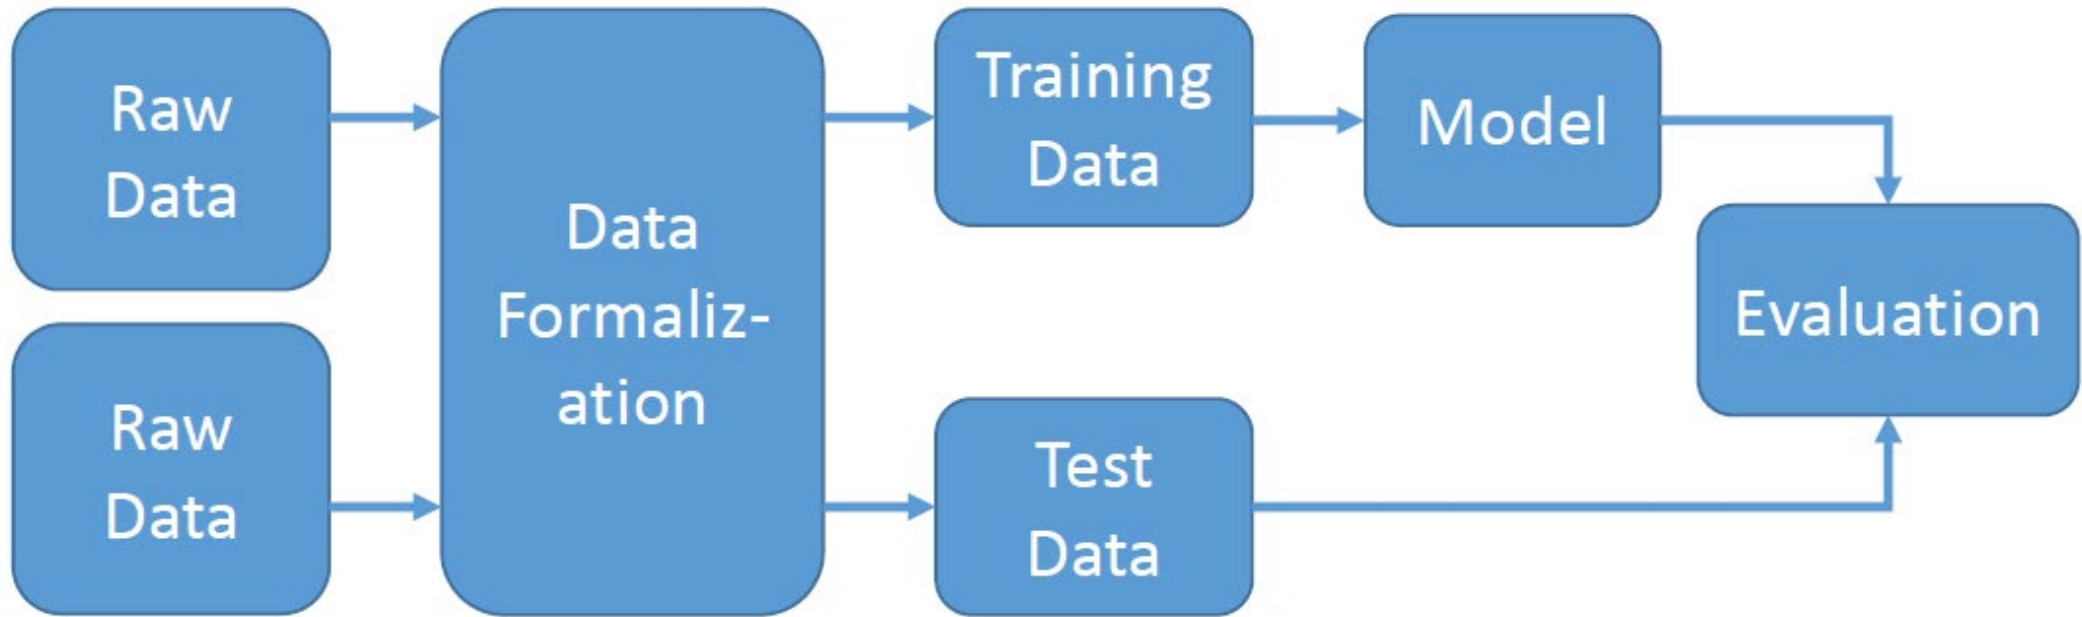 Raw
Data
Raw
Data
Data
Formaliz-
ation
Training
Data
Test
Data
Model
Evaluation